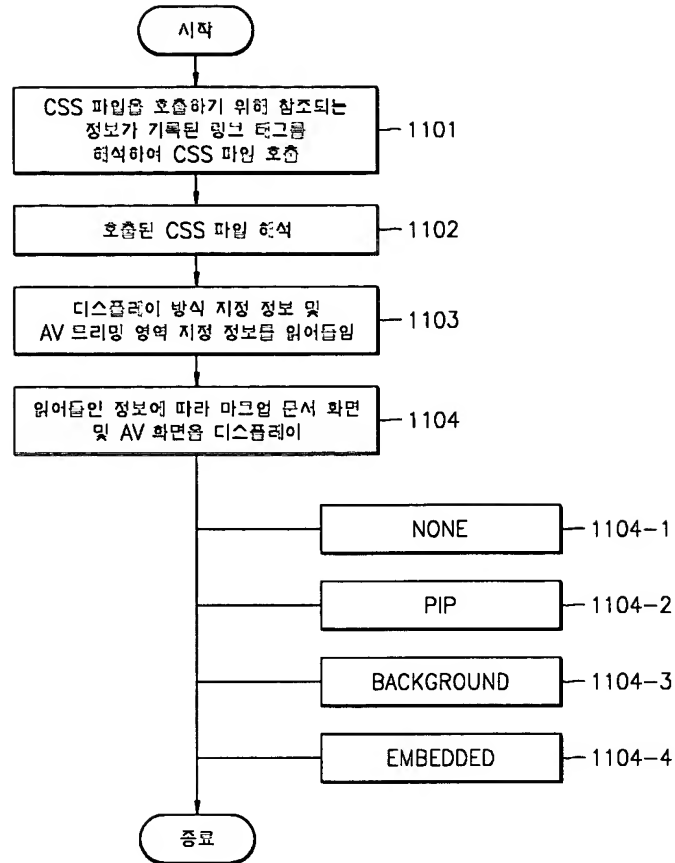 시작
CSS 파일을 호출하기 위해 참조되는
정보가 기록된 링크 태그를
해석하여 CSS 파일 호출
1101
호출된 CSS 파일 해석
1102
디스플레이 방식 지정 정보 및
AV 프리밍 영역 지정 정보를 읽어들임
1103
읽어들인 정보에 따라 마크업 문서 화면
및 AV 화면을 디스플레이
1104
NONE
1104-1
PIP
1104-2
BACKGROUND
1104-3
EMBEDDED
1104-4
종료